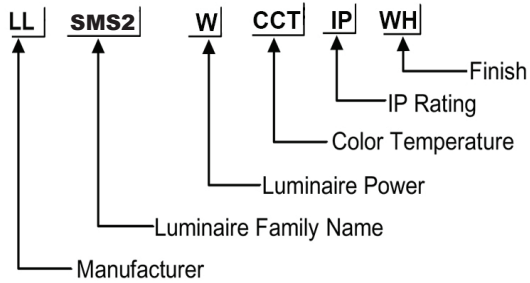 LL SMS2 W CCT IP WH
Finish
IP Rating
Color Temperature
Luminaire Power
Luminaire Family Name
Manufacturer